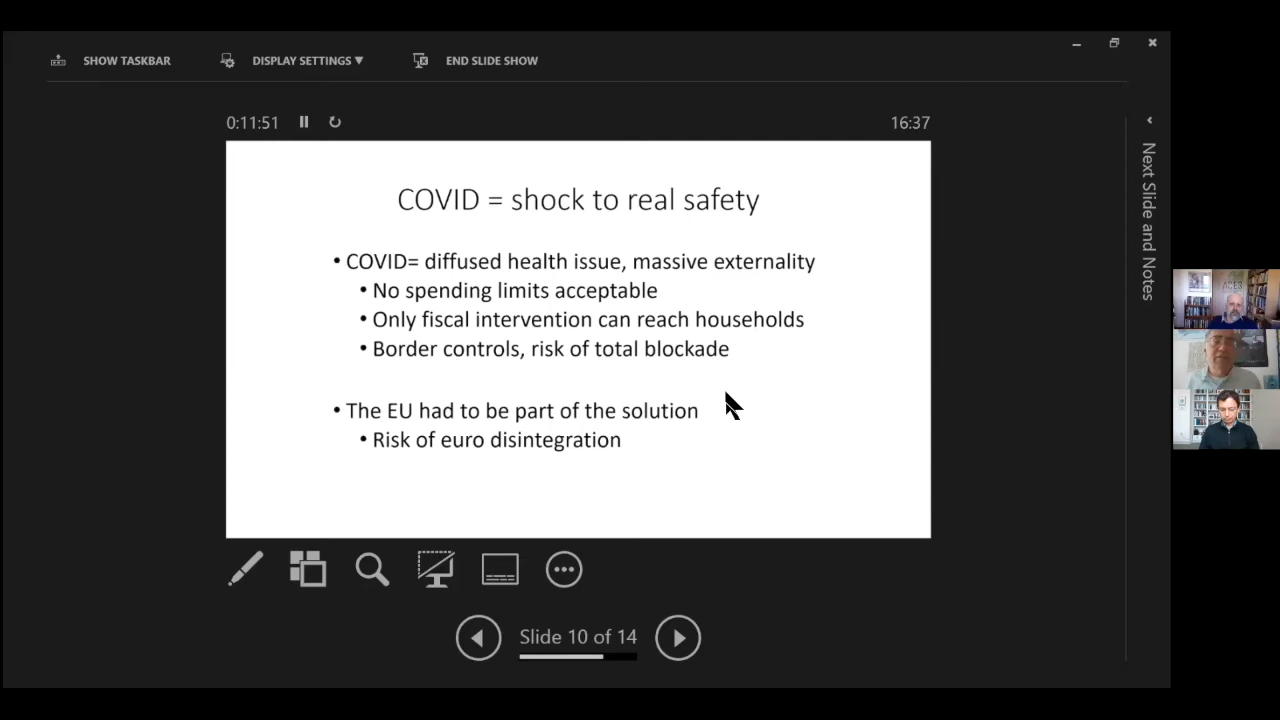 SHOW TASKBAR
DISPLAY SETTINGS ▼
END SLIDE SHOW
0:11:51
16:37
COVID = shock to real safety
• COVID= diffused health issue, massive externality
• No spending limits acceptable
• Only fiscal intervention can reach households
• Border controls, risk of total blockade
• The EU had to be part of the solution
• Risk of euro disintegration
Slide 10 of 14
Next Slide and Notes
ACES